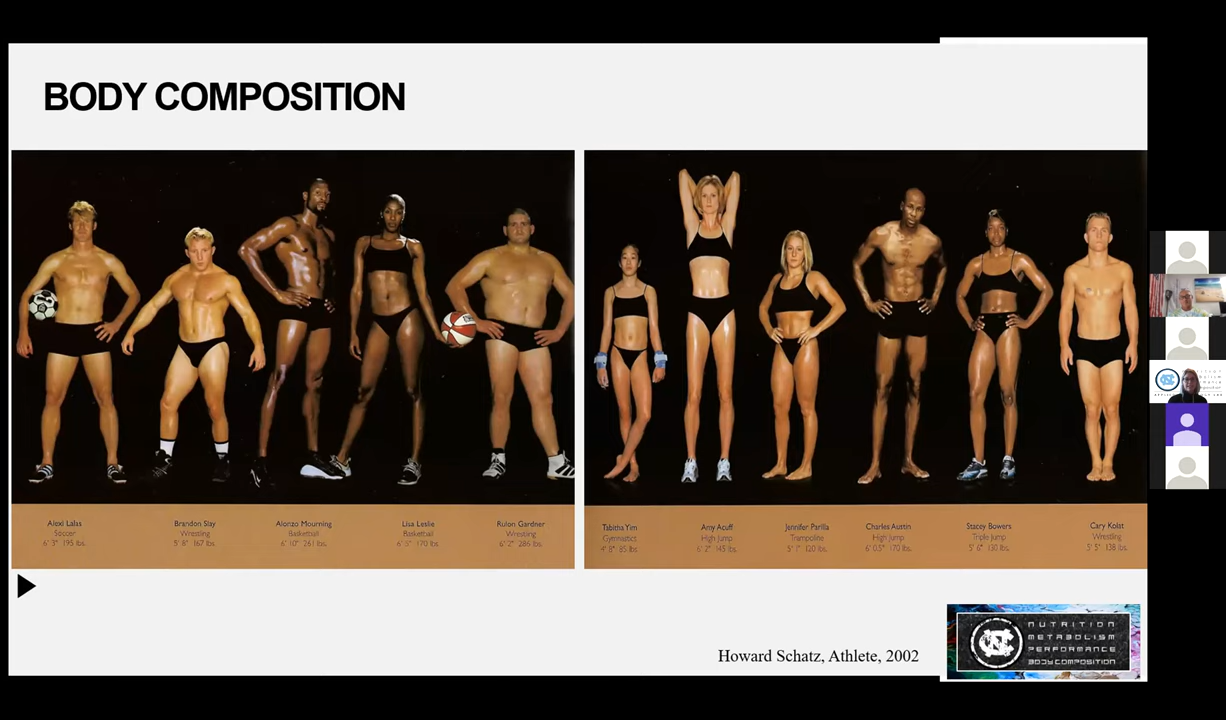 BODY COMPOSITION
Alexi Lalas
Soccer
6' 3" 195 lbs.
Brandon Slay
Wrestling
5' 8" 167 lbs.
Alonzo Mourning
Basketball
6' 10" 261 lbs.
Lisa Leslie
Basketball
6' 5" 170 lbs.
Rulon Gardner
Wrestling
6' 2" 286 lbs.
Tabitha Yim
Gymnastics
4' 8" 85 lbs.
Amy Acuff
High Jump
6' 2" 145 lbs.
Jennifer Parilla
Trampoline
5' 1" 120 lbs.
Charles Austin
High Jump
6' 0.5" 170 lbs.
Stacey Bowers
Triple Jump
5' 6" 130 lbs.
Cary Kolat
Wrestling
5' 5" 138 lbs.
Howard Schatz, Athlete, 2002
NUTRITION
METABOLISM
PERFORMANCE
BODYCOMPOSITION